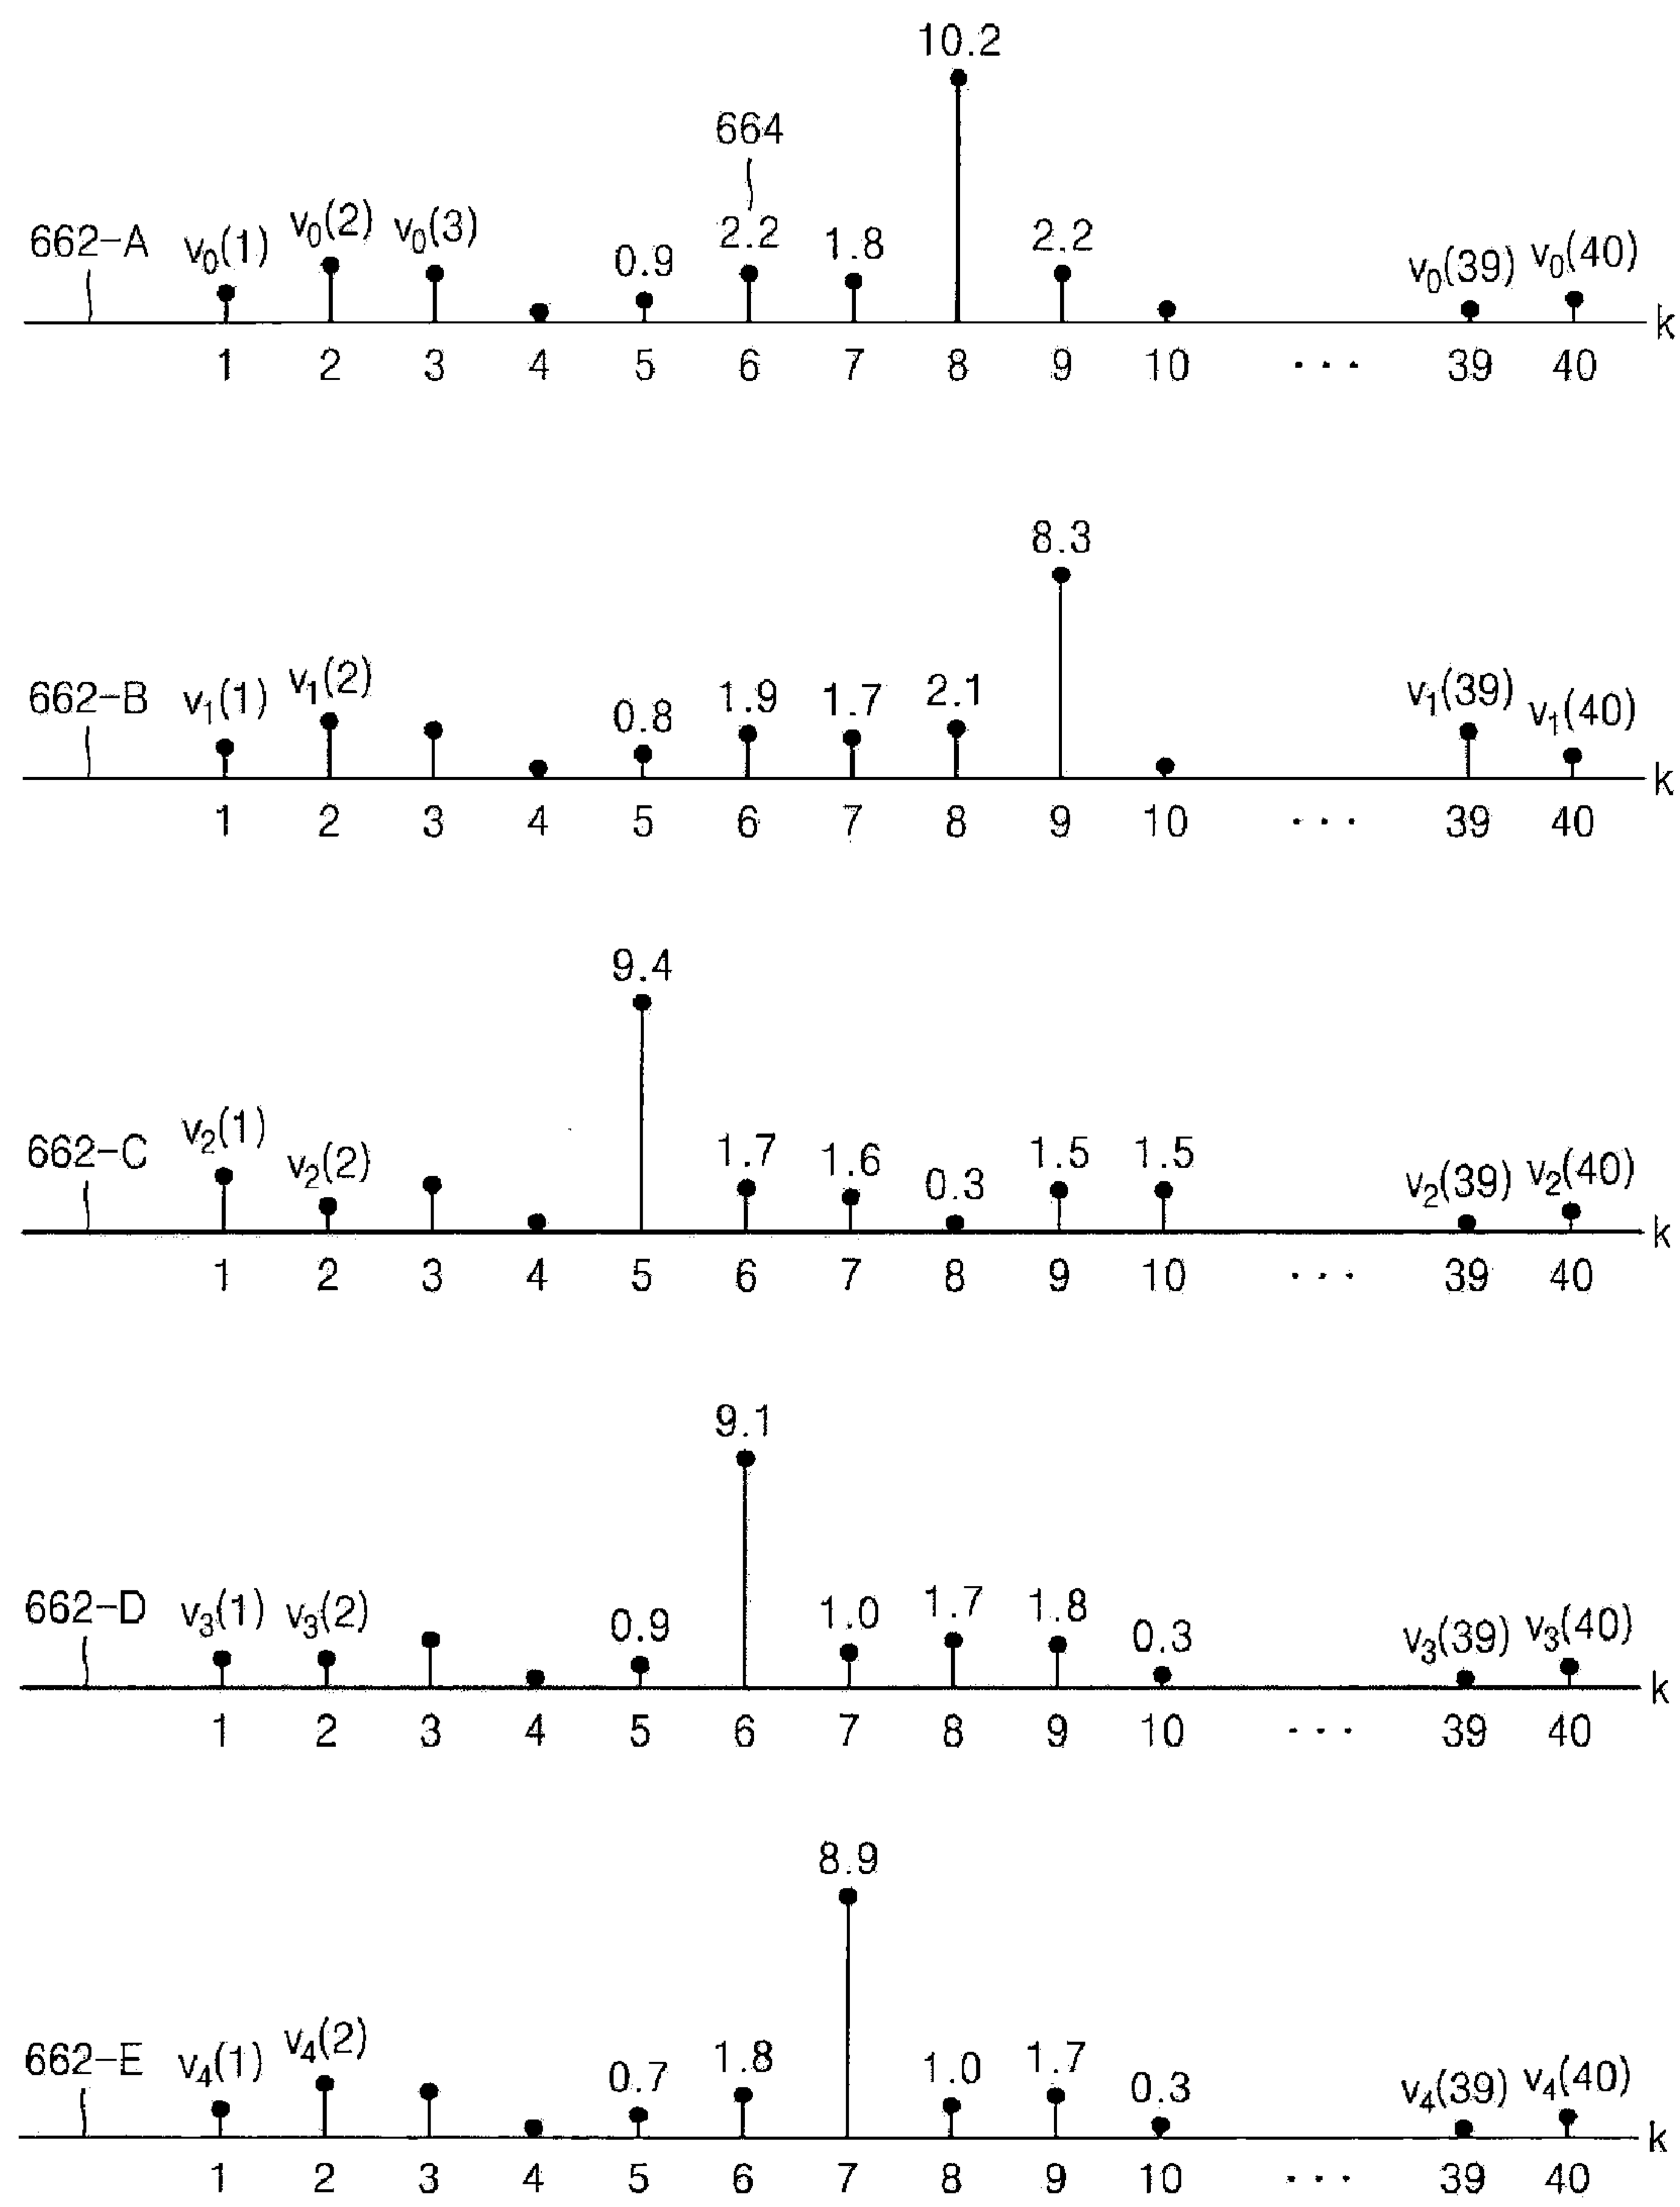 10.2
664
662-A v₀(1) v₀(2) v₀(3) 0.9 2.2 1.8 2.2 v₀(39) v₀(40)
k
1 2 3 4 5 6 7 8 9 10 ··· 39 40
8.3
662-B v₁(1) v₁(2) 0.8 1.9 1.7 2.1 v₁(39) v₁(40)
k
1 2 3 4 5 6 7 8 9 10 ··· 39 40
9.4
662-C v₂(1) v₂(2) 1.7 1.6 0.3 1.5 1.5 v₂(39) v₂(40)
k
1 2 3 4 5 6 7 8 9 10 ··· 39 40
9.1
662-D v₃(1) v₃(2) 0.9 1.0 1.7 1.8 0.3 v₃(39) v₃(40)
k
1 2 3 4 5 6 7 8 9 10 ··· 39 40
8.9
662-E v₄(1) v₄(2) 0.7 1.8 1.0 1.7 0.3 v₄(39) v₄(40)
k
1 2 3 4 5 6 7 8 9 10 ··· 39 40